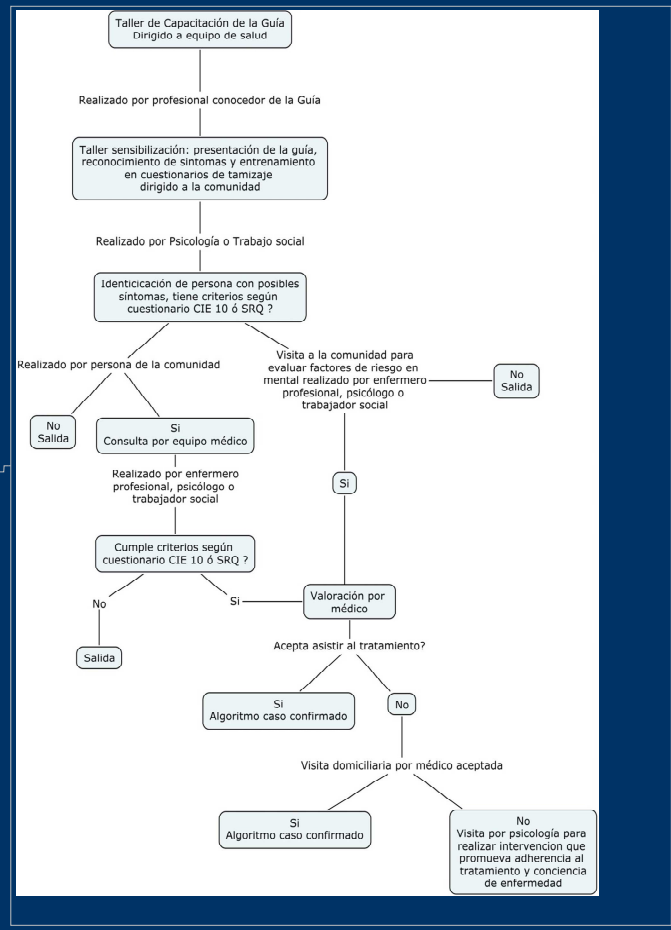 Taller de Capacitación de la Guía
Dirigido a equipo de salud
Realizado por profesional conocedor de la Guía
Taller sensibilización: presentación de la guía,
reconocimiento de sintomas y entrenamiento
en cuestionarios de tamizaje
dirigido a la comunidad
Realizado por Psicología o Trabajo social
Identicicación de persona con posibles
síntomas, tiene criterios según
cuestionario CIE 10 ó SRQ ?
Realizado por persona de la comunidad
Visita a la comunidad para
evaluar factores de riesgo en
mental realizado por enfermero
profesional, psicólogo o
trabajador social
No
Salida
No
Salida
Si
Consulta por equipo médico
Realizado por enfermero
profesional, psicólogo o
trabajador social
Si
Cumple criterios según
cuestionario CIE 10 ó SRQ ?
No
Si
Valoración por
médico
Salida
Acepta asistir al tratamiento?
Si
Algoritmo caso confirmado
No
Visita domiciliaria por médico aceptada
Si
Algoritmo caso confirmado
No
Visita por psicología para
realizar intervencion que
promueva adherencia al
tratamiento y conciencia
de enfermedad